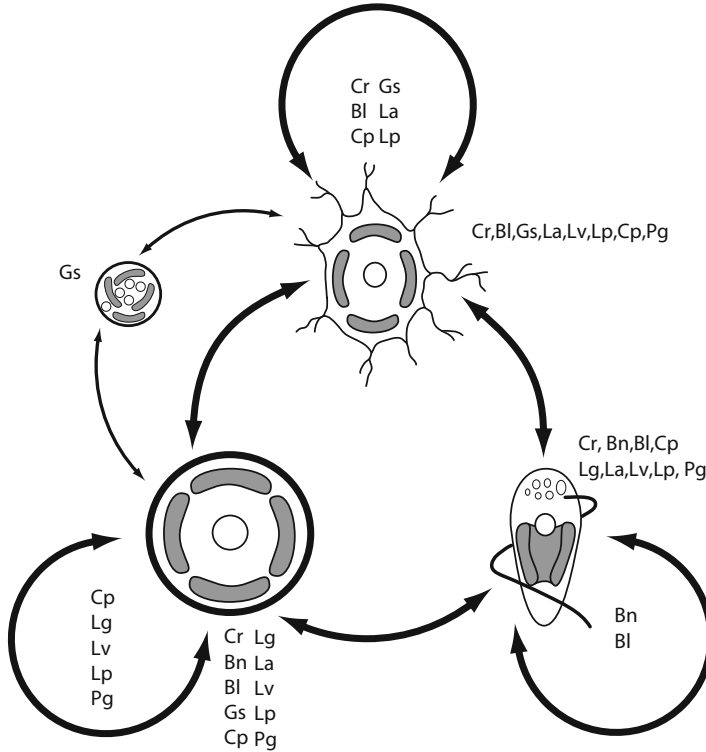 Cr Gs
Bl La
Cp Lp
Cr,Bl,Gs,La,Lv,Lp,Cp,Pg
Gs
Cr, Bn,Bl,Cp
Lg,La,Lv,Lp, Pg
Cp
Lg
Lv
Lp
Pg
Cr Lg
Bn La
Bl Lv
Gs Lp
Cp Pg
Bn
Bl